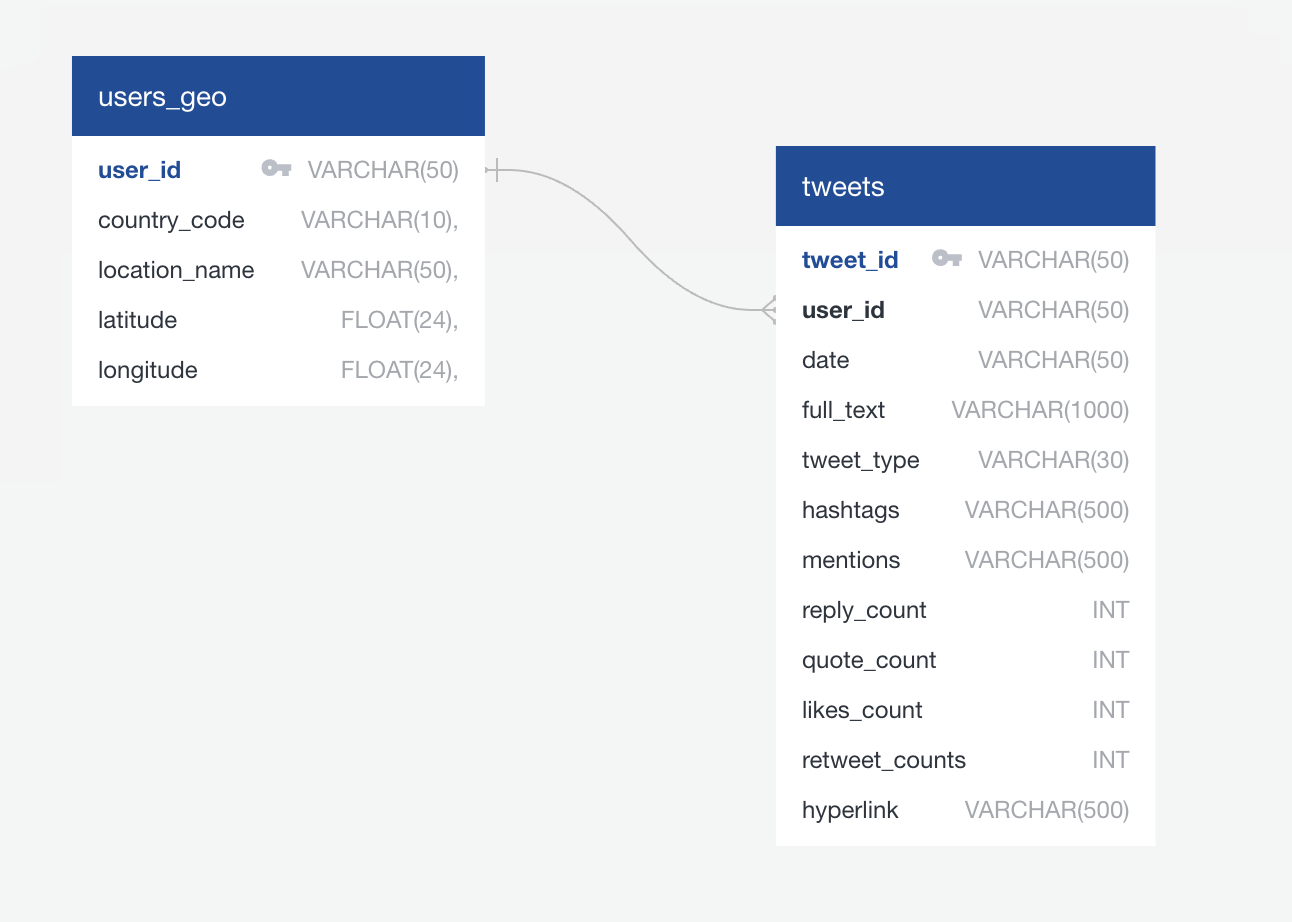 users_geo
user_id VARCHAR(50)
country_code VARCHAR(10),
location_name VARCHAR(50),
latitude FLOAT(24),
longitude FLOAT(24),
tweets
tweet_id VARCHAR(50)
user_id VARCHAR(50)
date VARCHAR(50)
full_text VARCHAR(1000)
tweet_type VARCHAR(30)
hashtags VARCHAR(500)
mentions VARCHAR(500)
reply_count INT
quote_count INT
likes_count INT
retweet_counts INT
hyperlink VARCHAR(500)